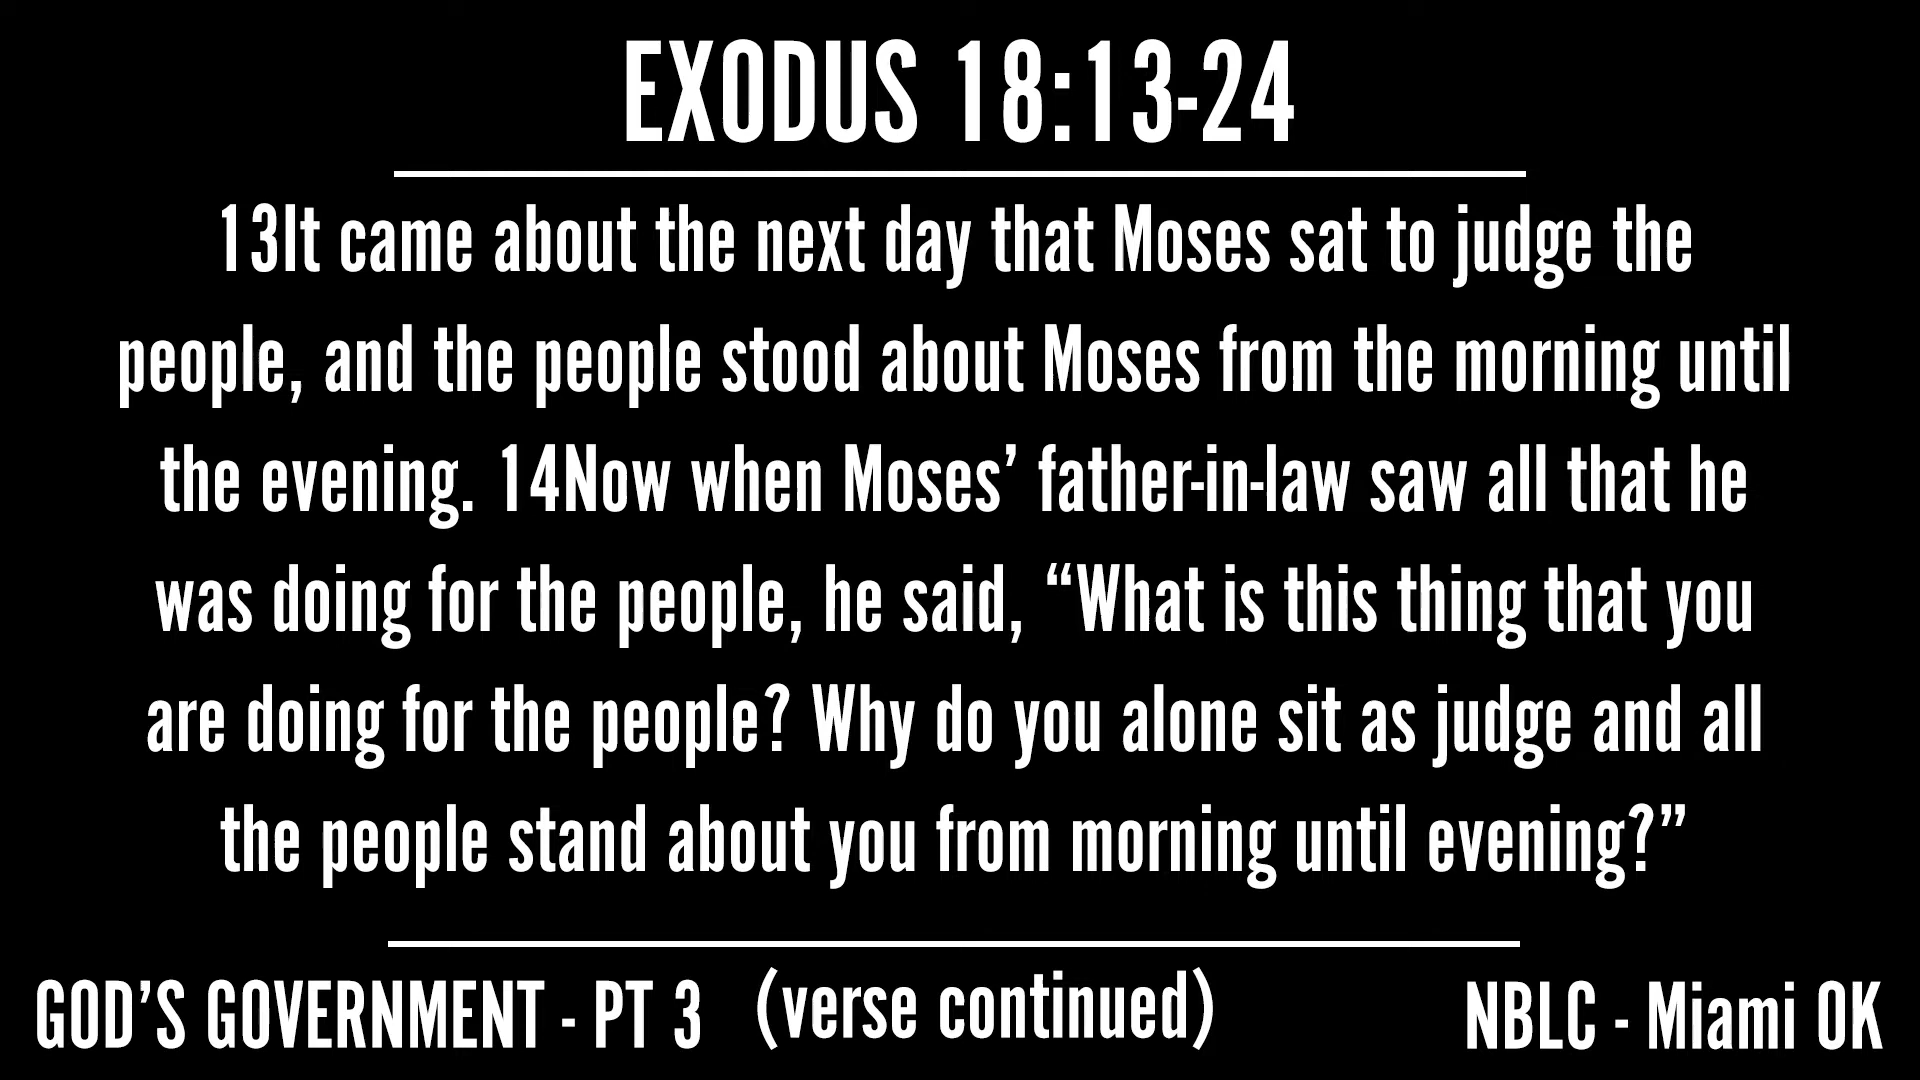 EXODUS 18:13-24
13It came about the next day that Moses sat to judge the
people, and the people stood about Moses from the morning until
the evening. 14Now when Moses’ father-in-law saw all that he
was doing for the people, he said, “What is this thing that you
are doing for the people? Why do you alone sit as judge and all
the people stand about you from morning until evening?”
GOD’S GOVERNMENT - PT 3
(verse continued)
NBLC - Miami OK